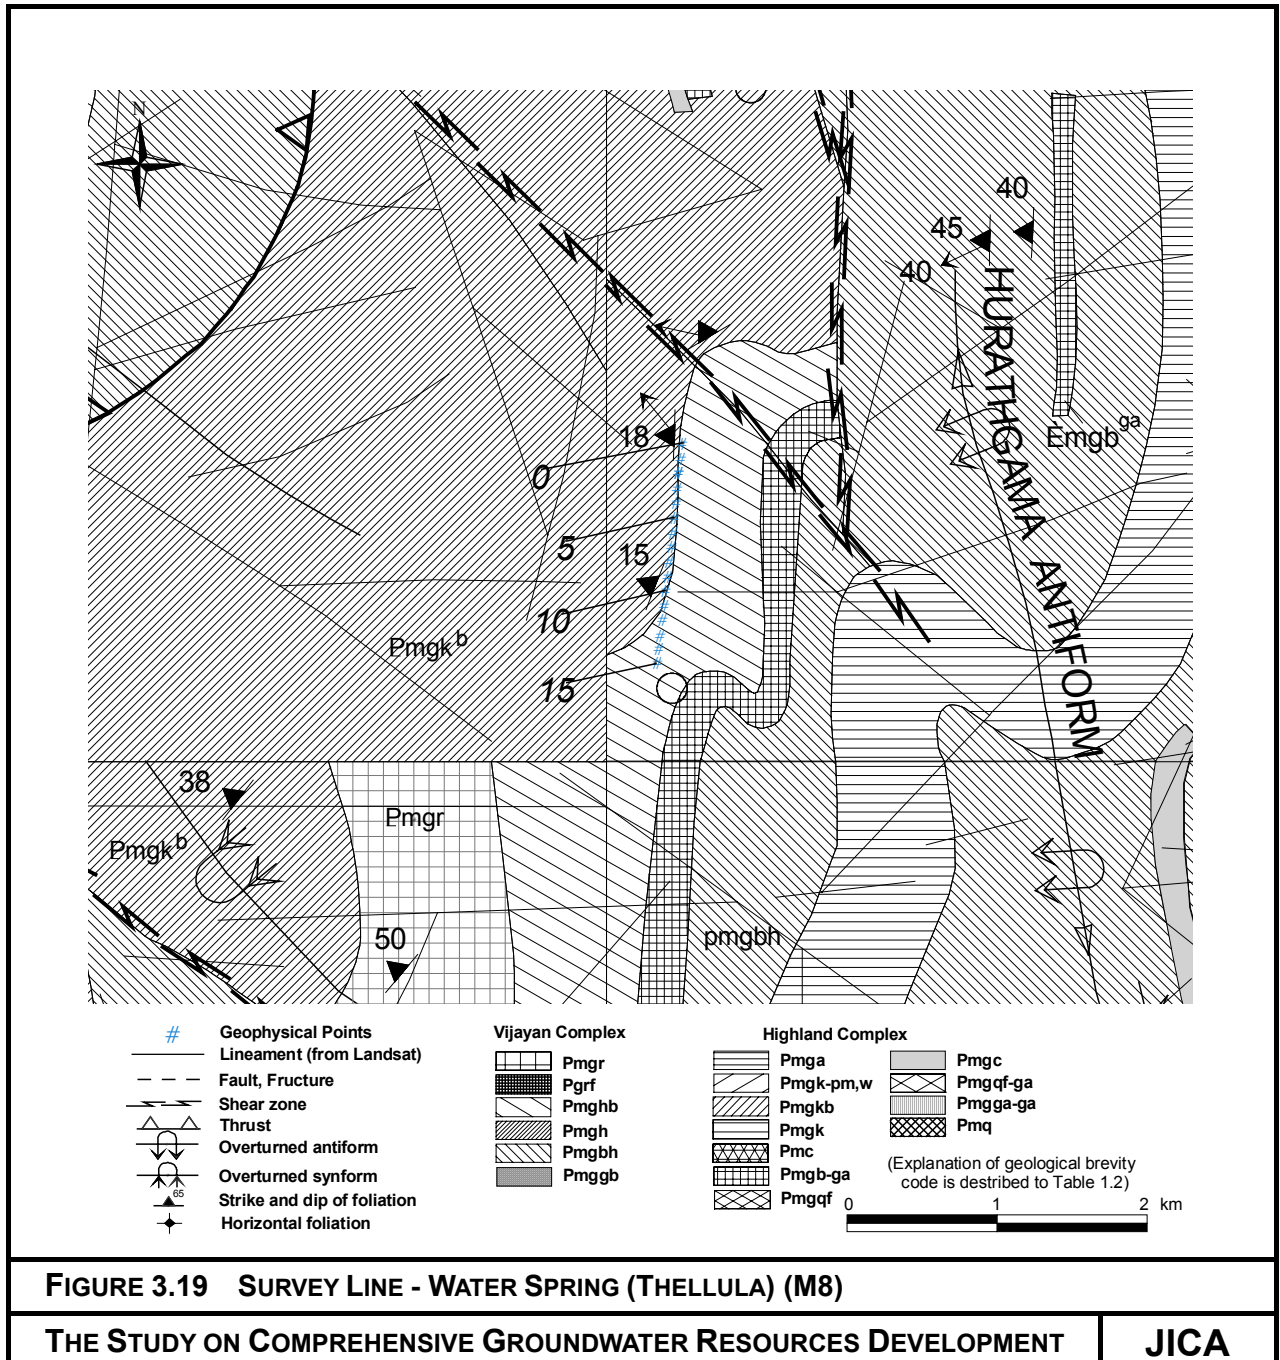 N
40
45
40
HURATHGAMA ANTIFORM
18
0
Emgb ga
5
15
10
Pmgk b
15
38
Pmgr
Pmgk b
50
pmgbh
# Geophysical Points
Lineament (from Landsat)
Fault, Fructure
Shear zone
Thrust
Overturned antiform
Overturned synform
65
Strike and dip of foliation
Horizontal foliation
Vijayan Complex
Pmgr
Pgrf
Pmghb
Pmgh
Pmgbh
Pmggb
Highland Complex
Pmga
Pmgk-pm,w
Pmgkb
Pmgk
Pmc
Pmgb-ga
Pmgqf
Pmgc
Pmgqf-ga
Pmgga-ga
Pmq
(Explanation of geological brevity
code is destribed to Table 1.2)
0 1 2 km
FIGURE 3.19 SURVEY LINE - WATER SPRING (THELLULA) (M8)
THE STUDY ON COMPREHENSIVE GROUNDWATER RESOURCES DEVELOPMENT
JICA